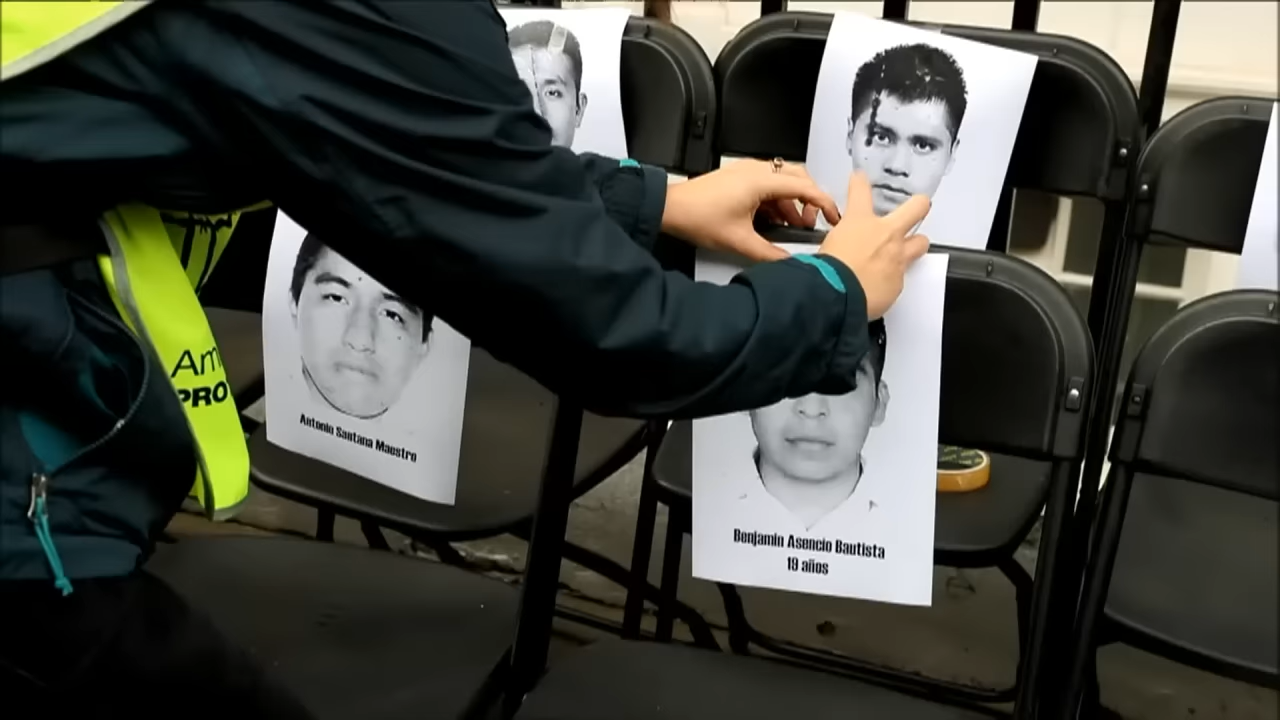 Am
PRO
Antonio Santana Maestro
Benjamin Asencio Bautista
19 años